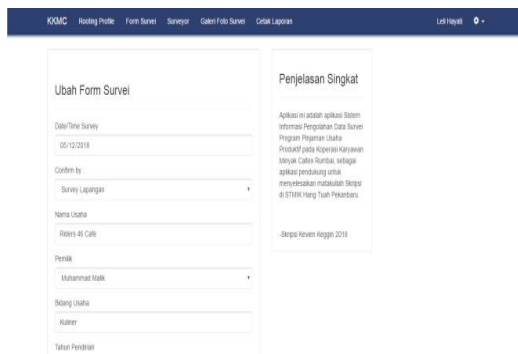 KKMC Rooting Profile Form Survei Surveyor Galeri Foto Survei Cetak Laporan Leli Hayati
Ubah Form Survei
Date/Time Survey
05/12/2018
Confirm by
Survey Lapangan
Nama Usaha
Riders 46 Cafe
Pemilik
Muhammad Malik
Bidang Usaha
Kuliner
Tahun Pendirian
Penjelasan Singkat
Aplikasi ini adalah aplikasi Sistem
Informasi Pengolahan Data Survei
Program Pinjaman Usaha
Produktif pada Koperasi Karyawan
Minyak Caltex Rumbai, sebagai
aplikasi pendukung untuk
menyelesaikan matakuliah Skripsi
di STMIK Hang Tuah Pekanbaru.
-Skripsi Kevien Keggin 2018